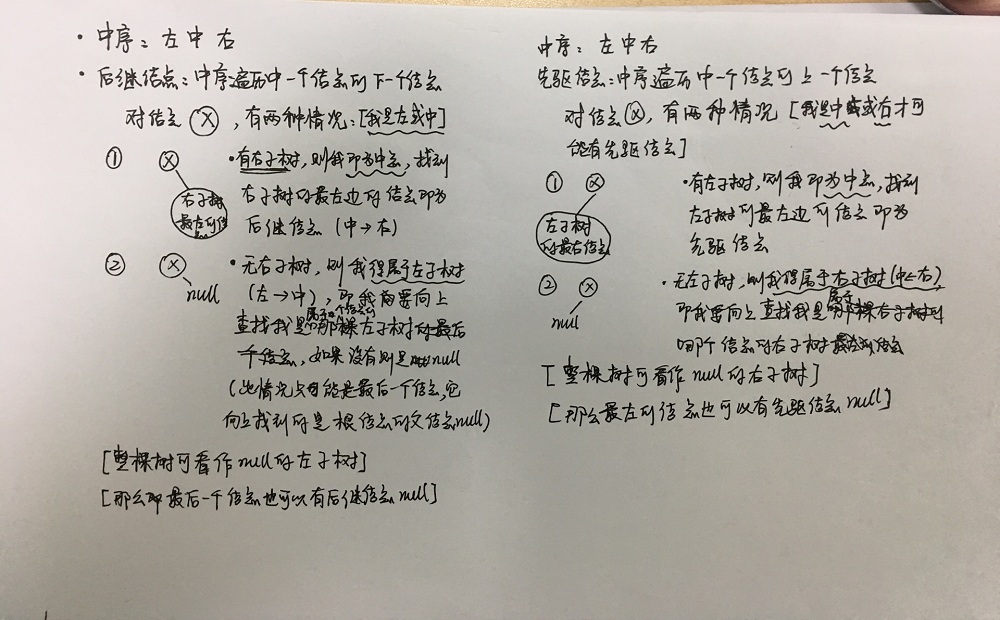 · 中序：左中右
· 后继结点：中序遍历中一个结点的下一个结点
对结点 X，有两种情况：[我是左或中]
① X
· 有右子树，则我即为中点，找到
右子树的最左边的结点即为
后继结点（中→右）
右子树
最左的结点
② X
null
· 无右子树，则我得属于左子树
（左→中），即我需要向上
查找我是属于哪个结点的
那棵左子树的最后
个结点，如果没有则是null
（此情况只可能是最后一个结点，它
向上找到的是根结点的父结点null）
[整棵树可看作null的左子树]
[那么即最后一个结点也可以有后继结点null]
中序：左中右
先驱结点：中序遍历中一个结点的上一个结点
对结点 X，有两种情况 [我是中或右才可
能有先驱结点]
① X
· 有左子树，则我即为中点，找到
左子树的最左边的结点即为
先驱结点
左子树
的最右结点
② X
null
· 无左子树，则我得属于右子树（中←右），
即我要向上查找我是属于那棵右子树的
哪个结点的右子树最左的结点
[整棵树可看作null的右子树]
[那么最左的结点也可以有先驱结点null]